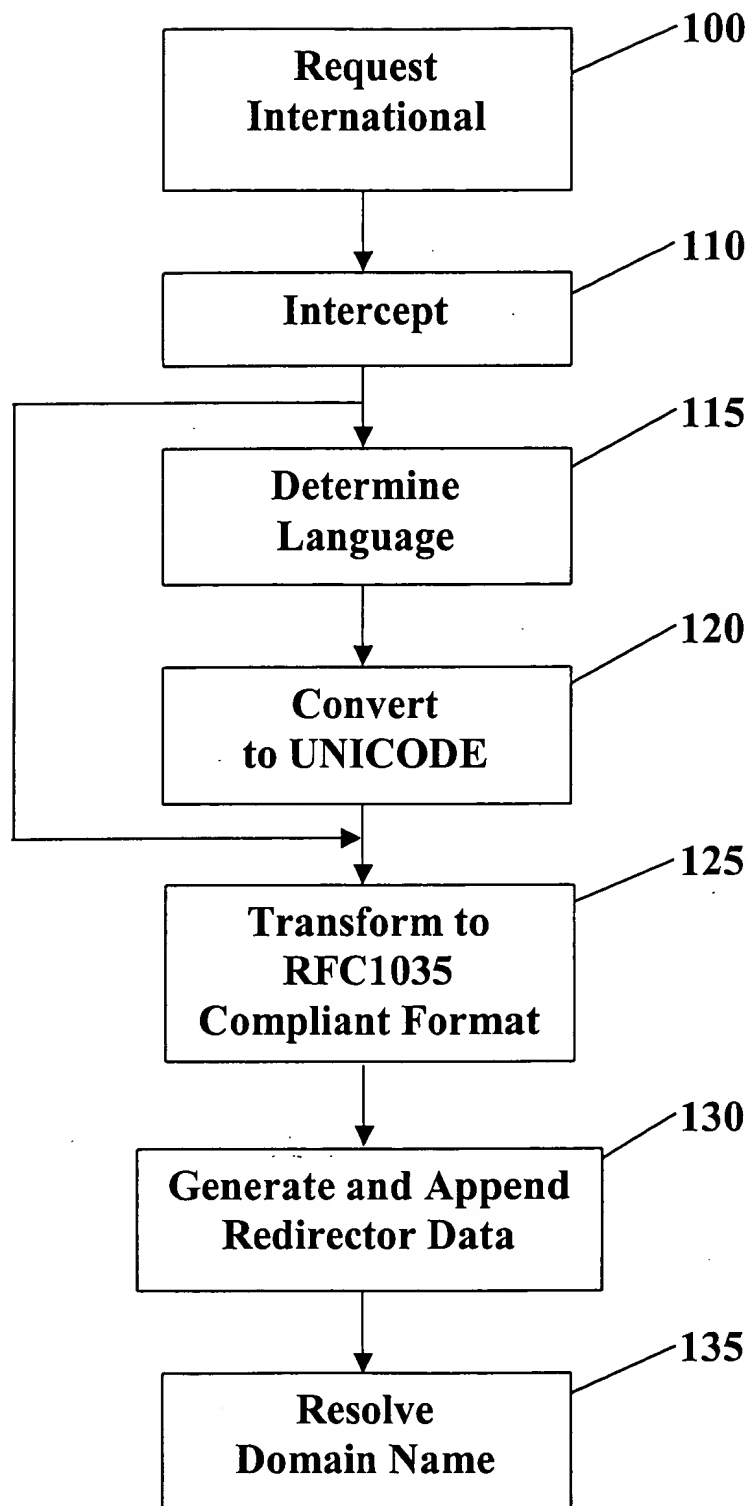 100
Request
International
110
Intercept
115
Determine
Language
120
Convert
to UNICODE
125
Transform to
RFC1035
Compliant Format
130
Generate and Append
Redirector Data
135
Resolve
Domain Name